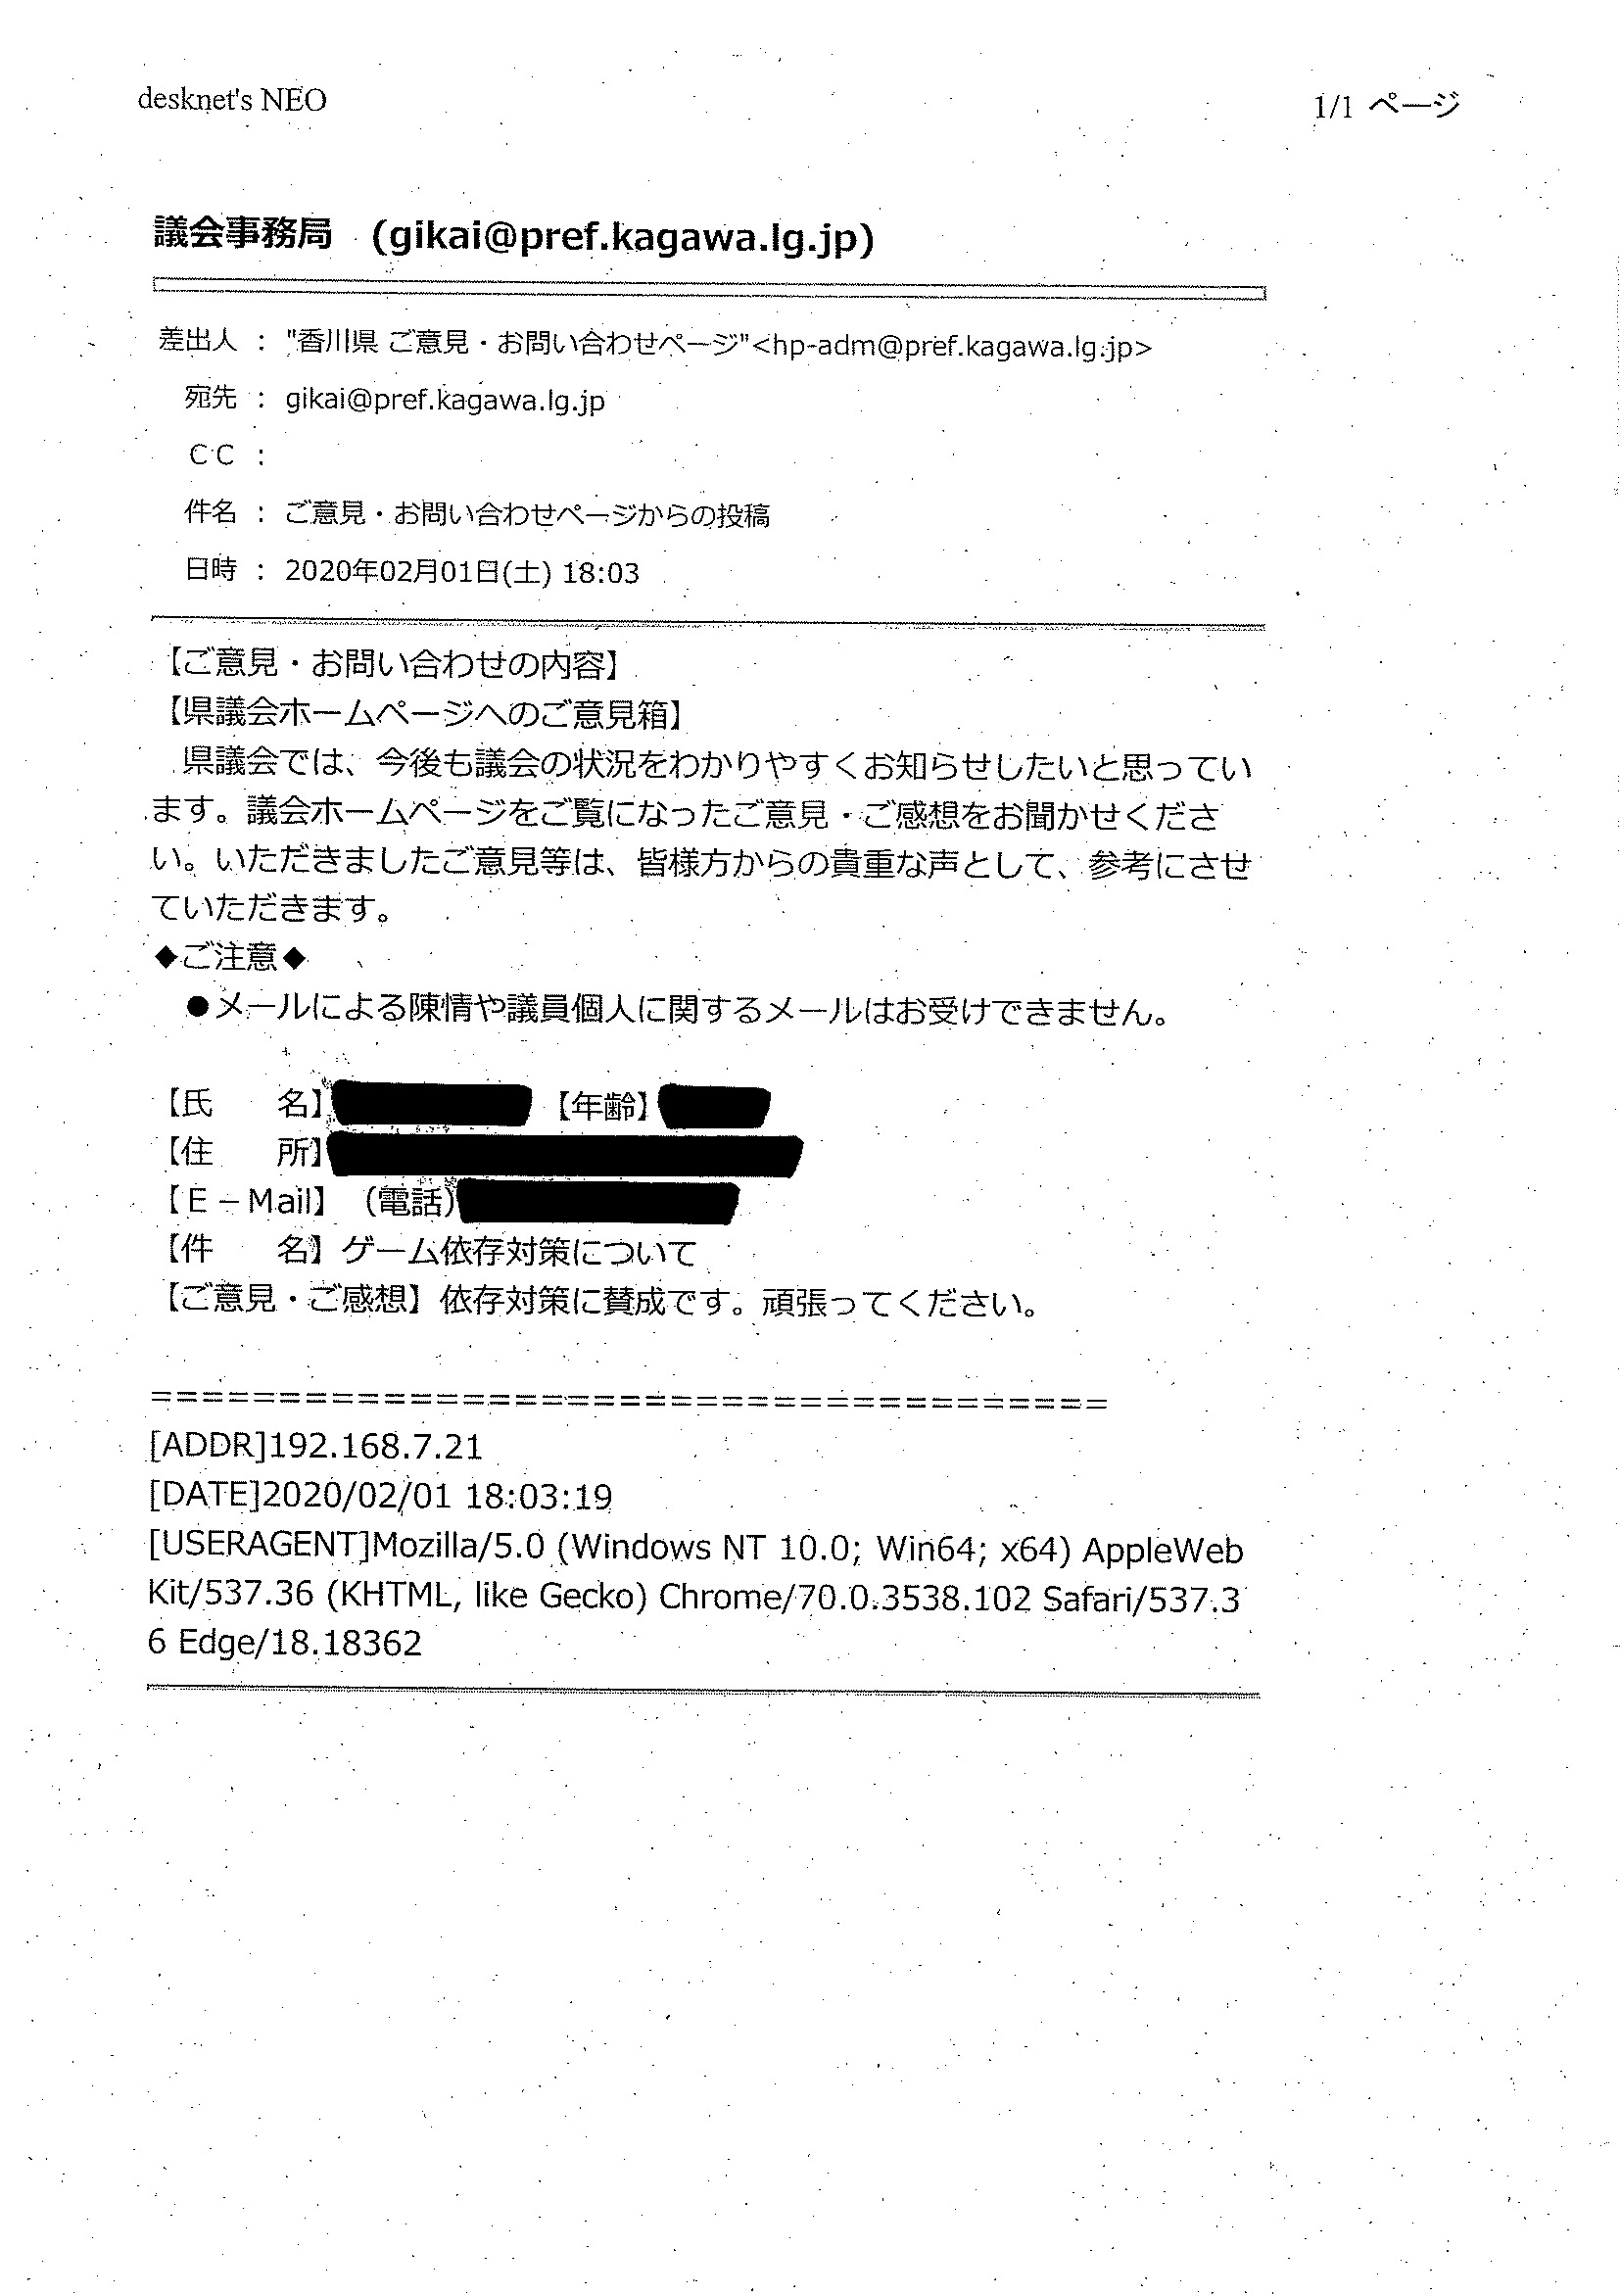 desknet's NEO
1/1 ページ
議会事務局 (gikai@pref.kagawa.lg.jp)
差出人 : "香川県 ご意見・お問い合わせページ"<hp-adm@pref.kagawa.lg.jp>
宛先 : gikai@pref.kagawa.lg.jp
CC :
件名 : ご意見・お問い合わせページからの投稿
日時 : 2020年02月01日(土) 18:03
【ご意見・お問い合わせの内容】
【県議会ホームページへのご意見箱】
県議会では、今後も議会の状況をわかりやすくお知らせしたいと思ってい
ます。議会ホームページをご覧になったご意見・ご感想をお聞かせくださ
い。いただきましたご意見等は、皆様方からの貴重な声として、参考にさせ
ていただきます。
◆ご注意◆
●メールによる陳情や議員個人に関するメールはお受けできません。
【氏　　名】 【年齢】
【住　　所】
【E－Mail】 (電話)
【件　　名】ゲーム依存対策について
【ご意見・ご感想】依存対策に賛成です。頑張ってください。
=====================================
[ADDR]192.168.7.21
[DATE]2020/02/01 18:03:19
[USERAGENT]Mozilla/5.0 (Windows NT 10.0; Win64; x64) AppleWeb
Kit/537.36 (KHTML, like Gecko) Chrome/70.0.3538.102 Safari/537.3
6 Edge/18.18362